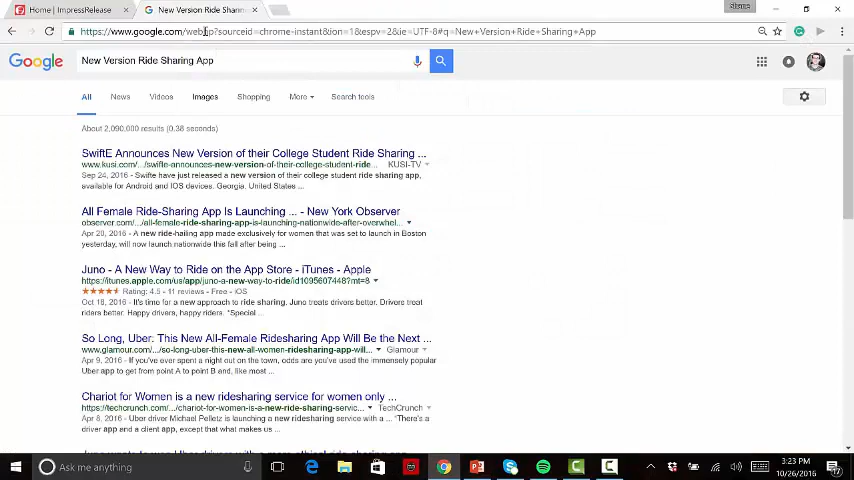 Home | ImpressRelease
New Version Ride Sharin
Share
https://www.google.com/webhp?sourceid=chrome-instant&ion=1&espv=2&ie=UTF-8#q=New+Version+Ride+Sharing+App
Google
New Version Ride Sharing App
All News Videos Images Shopping More Search tools
About 2,090,000 results (0.38 seconds)
SwiftE Announces New Version of their College Student Ride Sharing ...
www.kusi.com/.../swifte-announces-new-version-of-their-college-student-ride... KUSI-TV
Sep 24, 2016 - Swifte have just released a new version of their college student ride sharing app,
available for Android and IOS devices. Georgia. United States ...
All Female Ride-Sharing App Is Launching ... - New York Observer
observer.com/.../all-female-ride-sharing-app-is-launching-nationwide-after-overwhel...
Apr 20, 2016 - A new ride-hailing app made exclusively for women that was set to launch in Boston
yesterday, will now launch nationwide this fall after being ...
Juno - A New Way to Ride on the App Store - iTunes - Apple
https://itunes.apple.com/us/app/juno-a-new-way-to-ride/id1095607448?mt=8
Rating: 4.5 - 11 reviews - Free - iOS
Oct 18, 2016 - It's time for a new approach to ride sharing. Juno treats drivers better. Drivers treat
riders better. Happy drivers, happy riders. "Special ...
So Long, Uber: This New All-Female Ridesharing App Will Be the Next ...
www.glamour.com/.../so-long-uber-this-new-all-women-ridesharing-app-will... Glamour
Apr 9, 2016 - If you've ever spent a night out on the town, odds are you've used the immensely popular
Uber app to get from point A to point B and, like most ...
Chariot for Women is a new ridesharing service for women only ...
https://techcrunch.com/.../chariot-for-women-is-a-new-ride-sharing-servic... TechCrunch
Apr 8, 2016 - Uber driver Michael Pelletz is launching a new ridesharing service with a ... "There's a
driver app and a client app, except that what makes us ...
Ask me anything
3:23 PM
10/26/2016